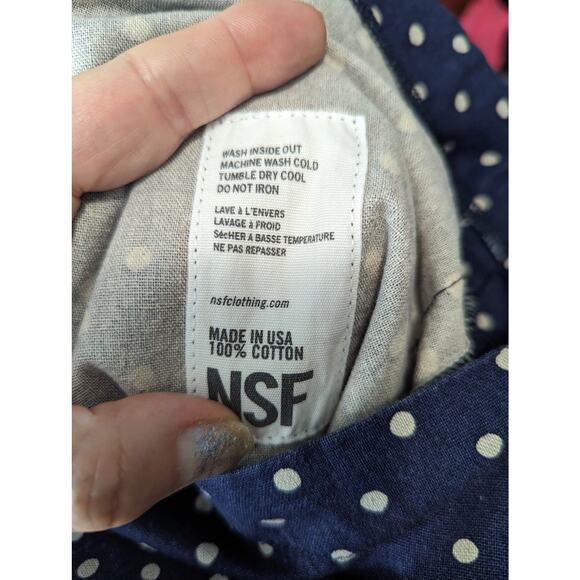 WASH INSIDE OUT
MACHINE WASH COLD
TUMBLE DRY COOL
DO NOT IRON
LAVE à L'ENVERS
LAVAGE à FROID
SéCHER A BASSE TEMPERATURE
NE PAS REPASSER
nsfclothing.com
MADE IN USA
100% COTTON
NSF